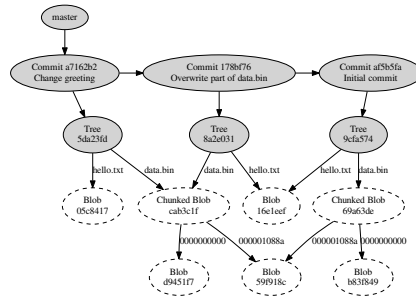 master
Commit a7162b2
Change greeting
Commit 178bf76
Overwrite part of data.bin
Commit af5b5fa
Initial commit
Tree
5da23fd
Tree
8a2e031
Tree
9cfa574
hello.txt
data.bin
data.bin
hello.txt
hello.txt
data.bin
Blob
05c8417
Chunked Blob
cab3c1f
Blob
16e1eef
Chunked Blob
69a63de
0000000000
000001088a
000001088a
0000000000
Blob
d9451f7
Blob
59f918c
Blob
b83f849